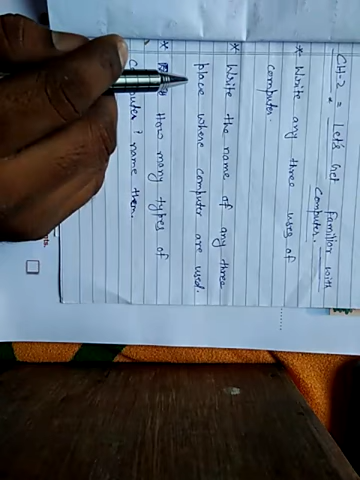 CH-2 = Let's Get familior with
Computer.
* Write any three uses of
computer.
* Write the name of any three
place where computer are used.
* How many types of
Computer? name them.